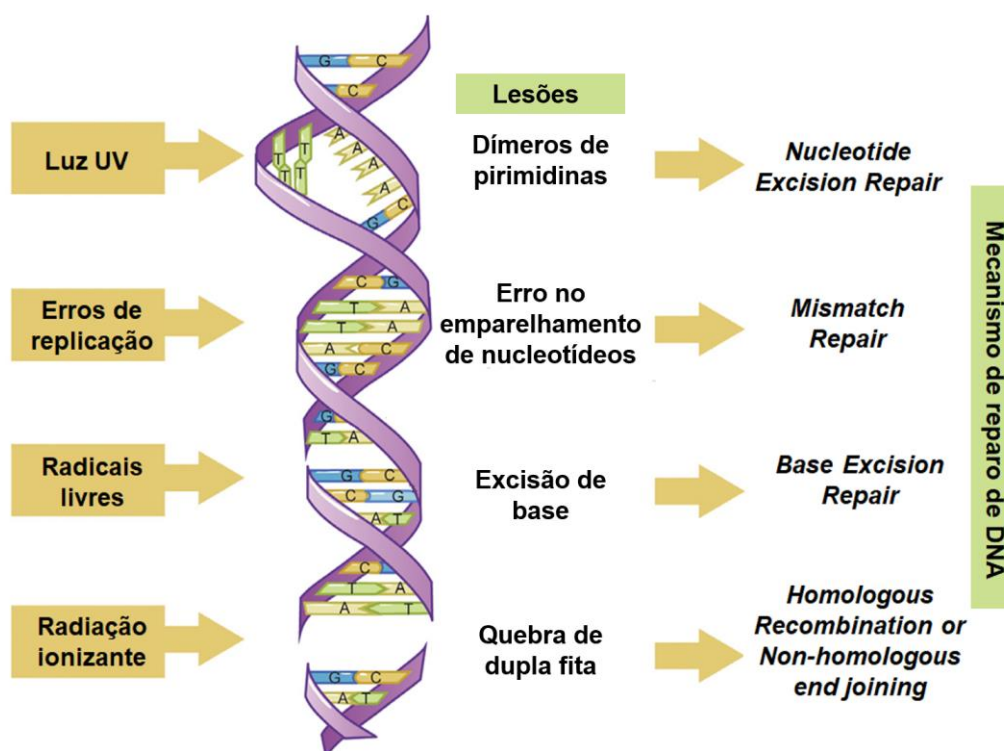 G C
C
Lesões
Luz UV
T T
T T
A
A
A
A
G C
Dímeros de
pirimidinas
Nucleotide
Excision Repair
Erros de
replicação
C G
T A
T A
A C
G C
Erro no
emparelhamento
de nucleotídeos
Mismatch
Repair
Mecanismo de reparo de DNA
G
T A
Radicais
livres
G C
C G
A T
Excisão de
base
Base Excision
Repair
C
T A
A T
Radiação
ionizante
Quebra de
dupla fita
Homologous
Recombination or
Non-homologous
end joining
G C
A T